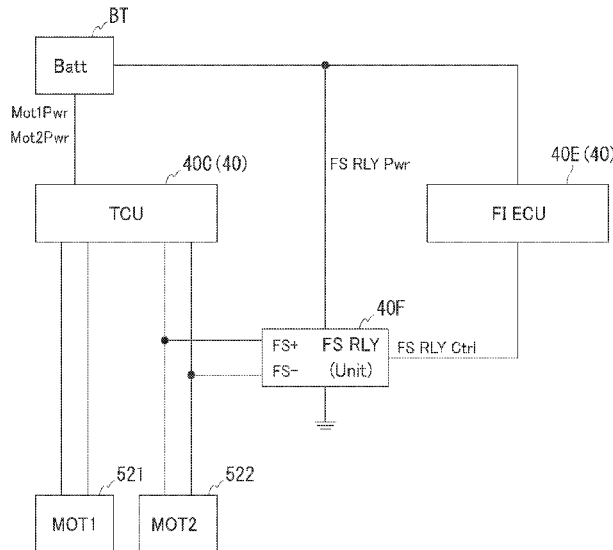 BT
Batt
Mot1Pwr
Mot2Pwr
40C(40)
FS RLY Pwr
40E(40)
TCU
FI ECU
40F
FS+ FS RLY
FS RLY Ctrl
FS- (Unit)
521
522
MOT1
MOT2